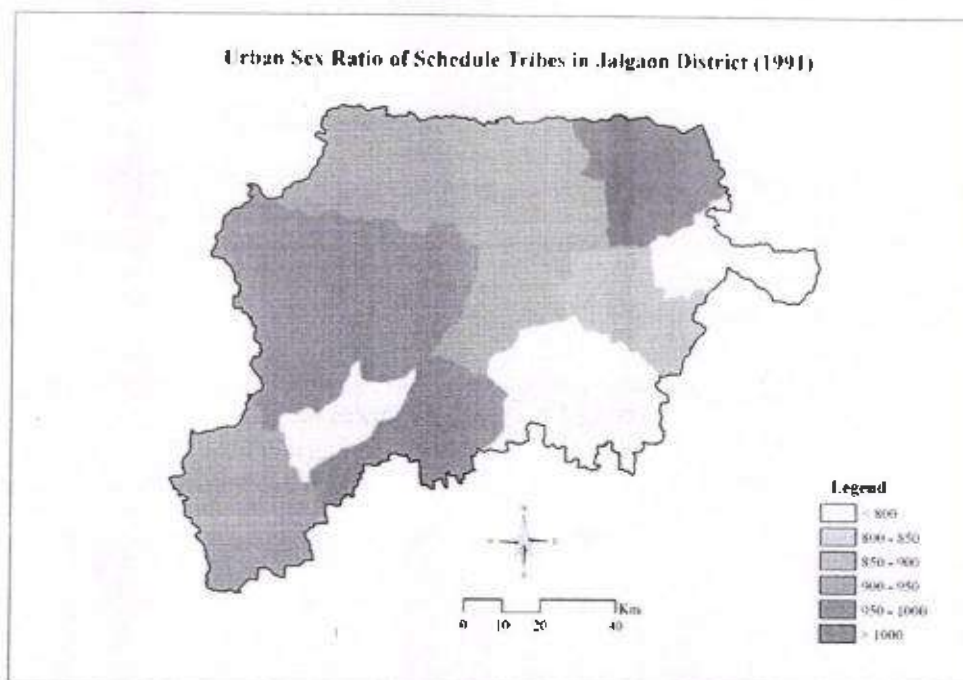 Urban Sex Ratio of Schedule Tribes in Jalgaon District (1991)
Legend
< 800
800 - 850
850 - 900
900 - 950
950 - 1000
> 1000
Km
0 10 20 40